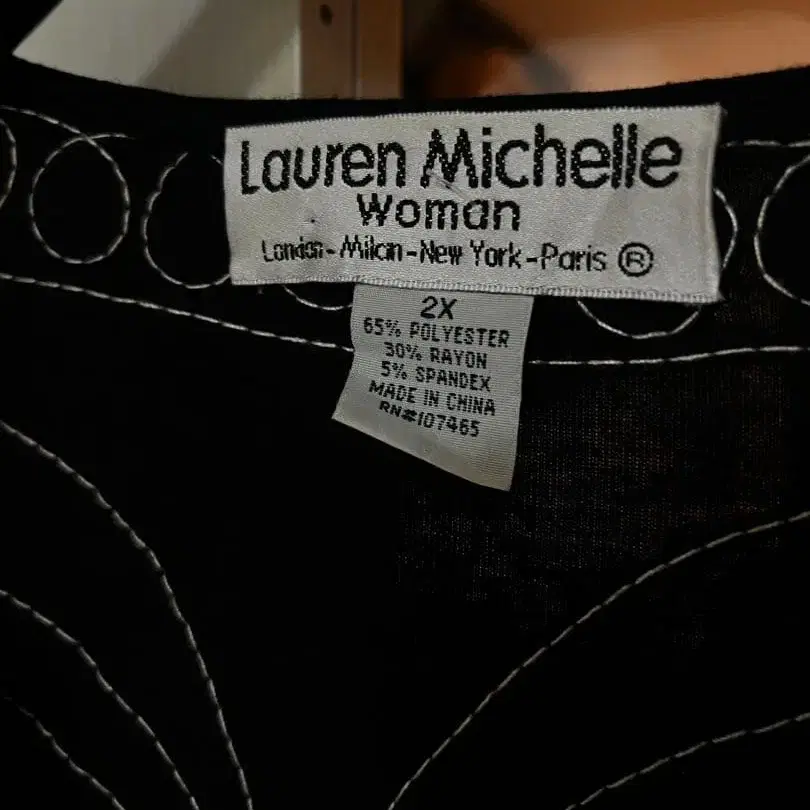 Lauren Michelle
Woman
London-Milan-New York-Paris ®
2X
65% POLYESTER
30% RAYON
5% SPANDEX
MADE IN CHINA
RN#107465